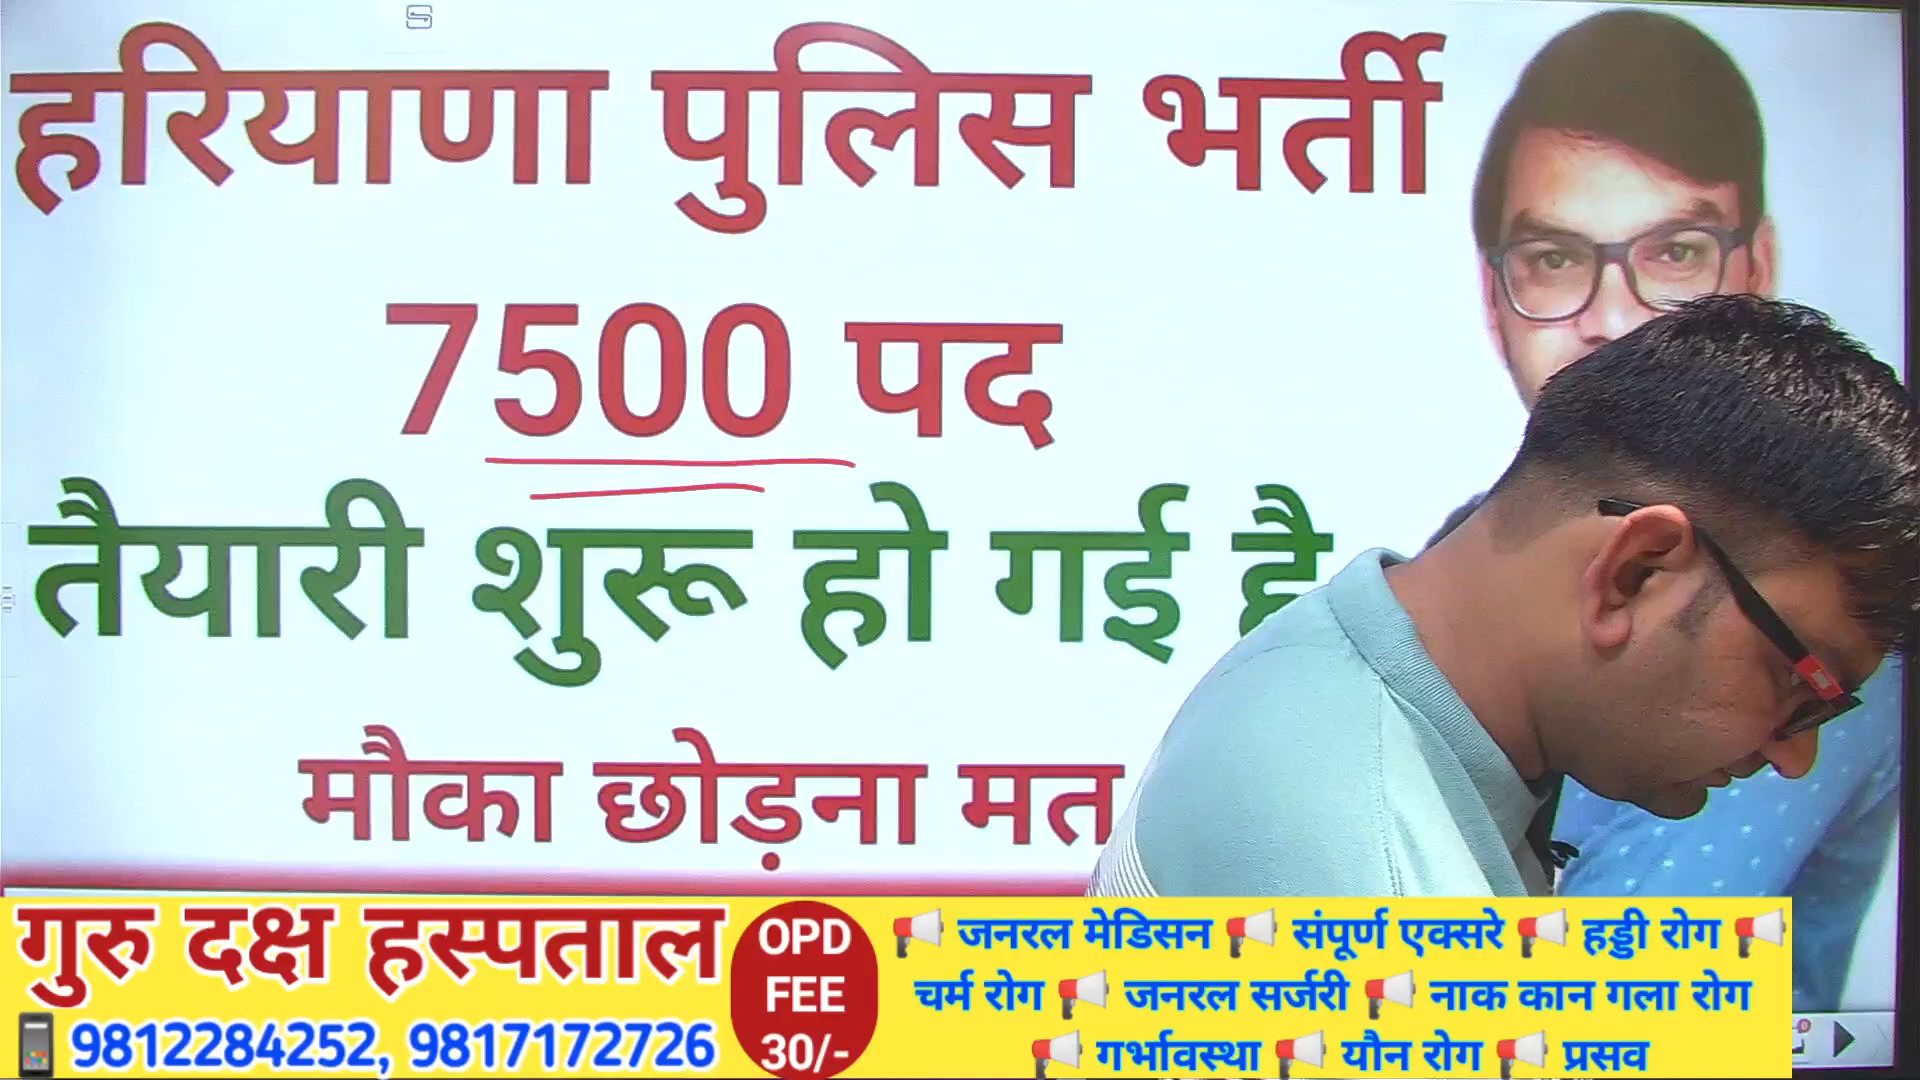 हरियाणा पुलिस भर्ती
7500 पद
तैयारी शुरू हो गई है
मौका छोड़ना मत
गुरु दक्ष हस्पताल
9812284252, 9817172726
OPD
FEE
30/-
जनरल मेडिसन संपूर्ण एक्सरे हड्डी रोग
चर्म रोग जनरल सर्जरी नाक कान गला रोग
गर्भावस्था यौन रोग प्रसव